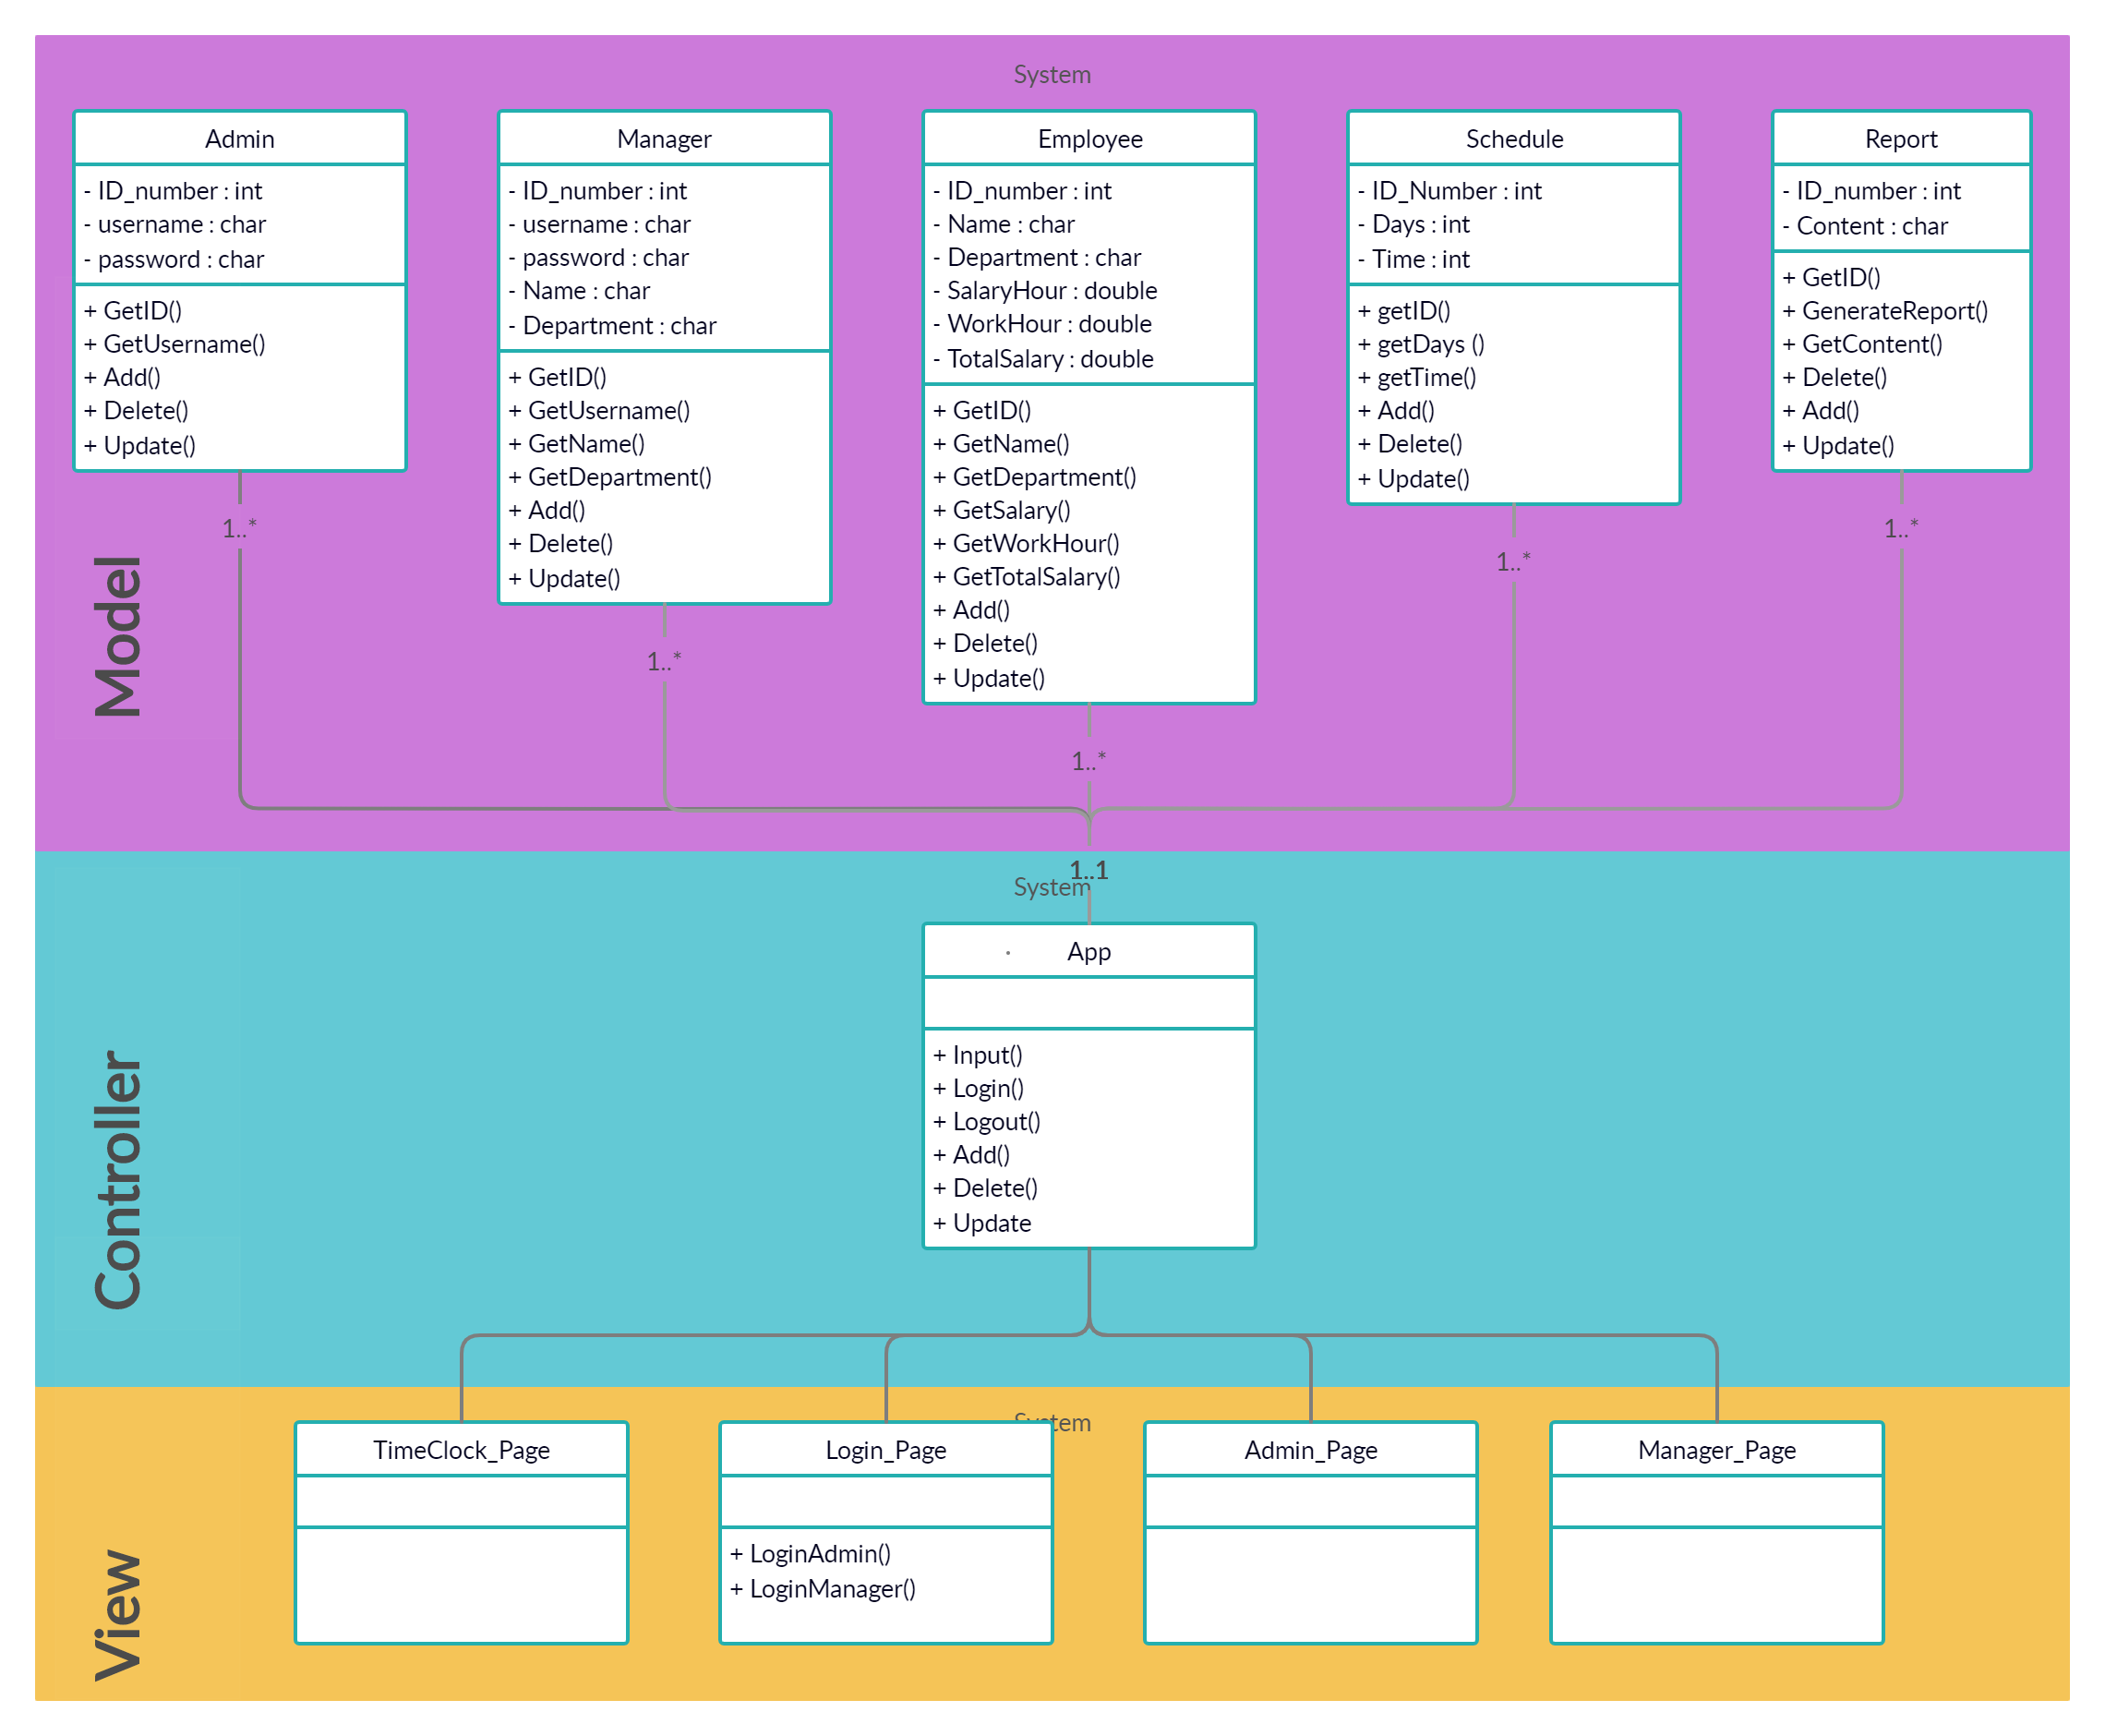 System
Admin
- ID_number : int
- username : char
- password : char
+ GetID()
+ GetUsername()
+ Add()
+ Delete()
+ Update()
1..*
Manager
- ID_number : int
- username : char
- password : char
- Name : char
- Department : char
+ GetID()
+ GetUsername()
+ GetName()
+ GetDepartment()
+ Add()
+ Delete()
+ Update()
1..*
Employee
- ID_number : int
- Name : char
- Department : char
- SalaryHour : double
- WorkHour : double
- TotalSalary : double
+ GetID()
+ GetName()
+ GetDepartment()
+ GetSalary()
+ GetWorkHour()
+ GetTotalSalary()
+ Add()
+ Delete()
+ Update()
1..*
Schedule
- ID_Number : int
- Days : int
- Time : int
+ getID()
+ getDays ()
+ getTime()
+ Add()
+ Delete()
+ Update()
1..*
Report
- ID_number : int
- Content : char
+ GetID()
+ GenerateReport()
+ GetContent()
+ Delete()
+ Add()
+ Update()
1..*
Model
1..1
System
App
+ Input()
+ Login()
+ Logout()
+ Add()
+ Delete()
+ Update
Controller
System
TimeClock_Page
Login_Page
+ LoginAdmin()
+ LoginManager()
Admin_Page
Manager_Page
View